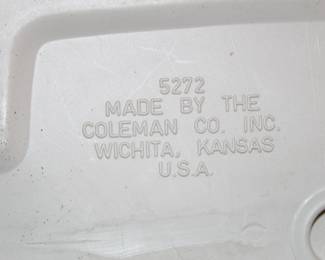 5272
MADE BY THE
COLEMAN CO. INC.
WICHITA, KANSAS
U.S.A.